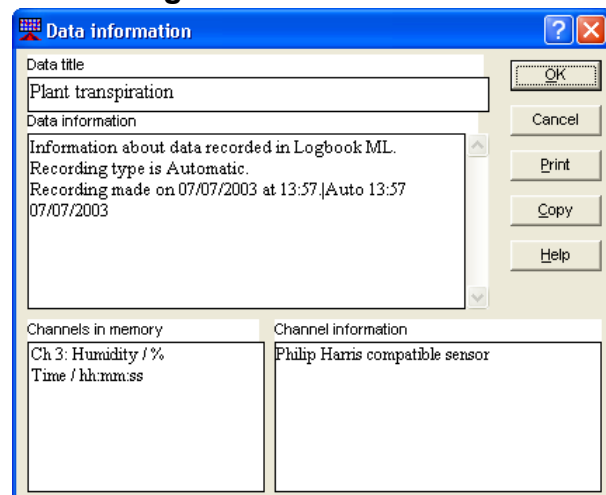 Data information
Data title
OK
Plant transpiration
Data information
Cancel
Information about data recorded in Logbook ML.
Recording type is Automatic.
Recording made on 07/07/2003 at 13:57.|Auto 13:57
07/07/2003
Print
Copy
Help
Channels in memory
Channel information
Ch 3: Humidity / %
Time / hh:mm:ss
Philip Harris compatible sensor